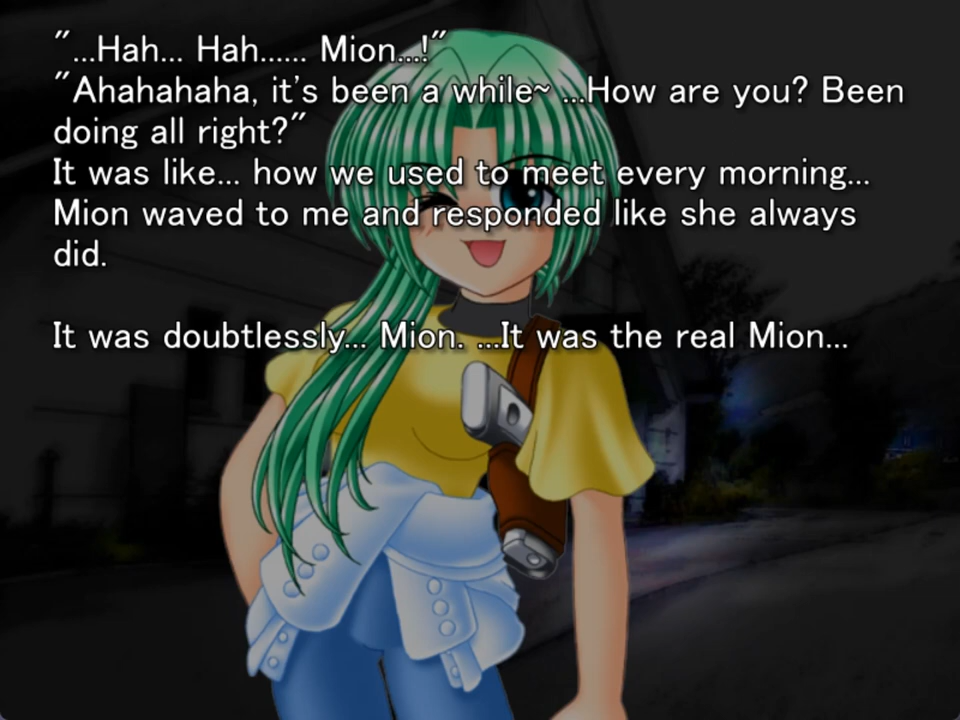 "...Hah... Hah...... Mion...!"
"Ahahahaha, it's been a while~ ...How are you? Been
doing all right?"
It was like... how we used to meet every morning...
Mion waved to me and responded like she always
did.
It was doubtlessly... Mion. ...It was the real Mion...